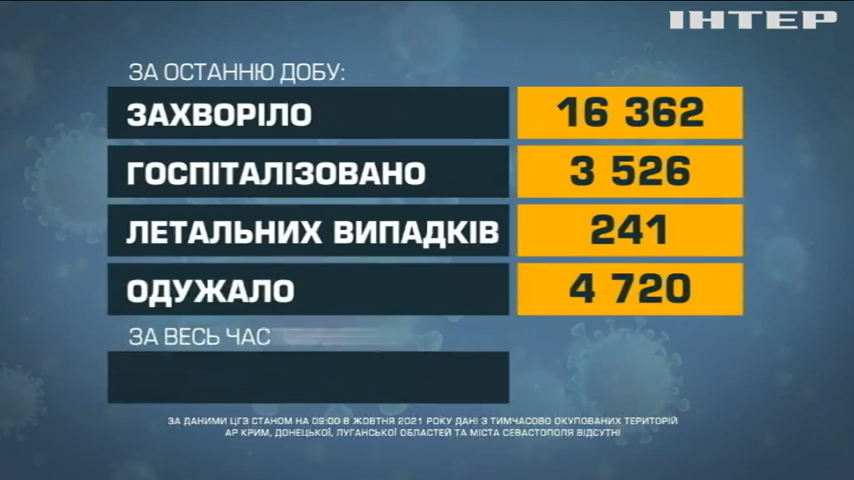 ІНТЕР
ЗА ОСТАННЮ ДОБУ:
ЗАХВОРІЛО 16 362
ГОСПІТАЛІЗОВАНО 3 526
ЛЕТАЛЬНИХ ВИПАДКІВ 241
ОДУЖАЛО 4 720
ЗА ВЕСЬ ЧАС
ЗА ДАНИМИ ЦГЗ СТАНОМ НА 09:00 8 ЖОВТНЯ 2021 РОКУ ДАНІ З ТИМЧАСОВО ОКУПОВАНИХ ТЕРИТОРІЙ
АР КРИМ, ДОНЕЦЬКОЇ, ЛУГАНСЬКОЇ ОБЛАСТЕЙ ТА МІСТА СЕВАСТОПОЛЯ ВІДСУТНІ